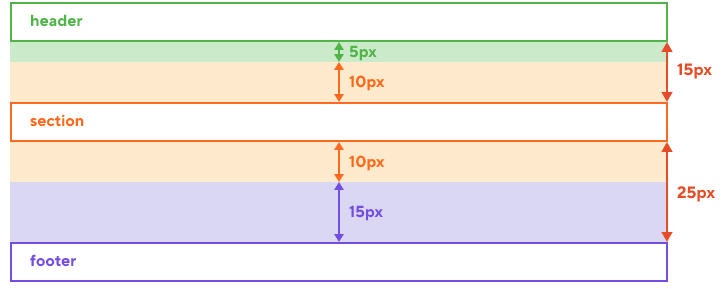 header
5px
15px
10px
section
10px
25px
15px
footer